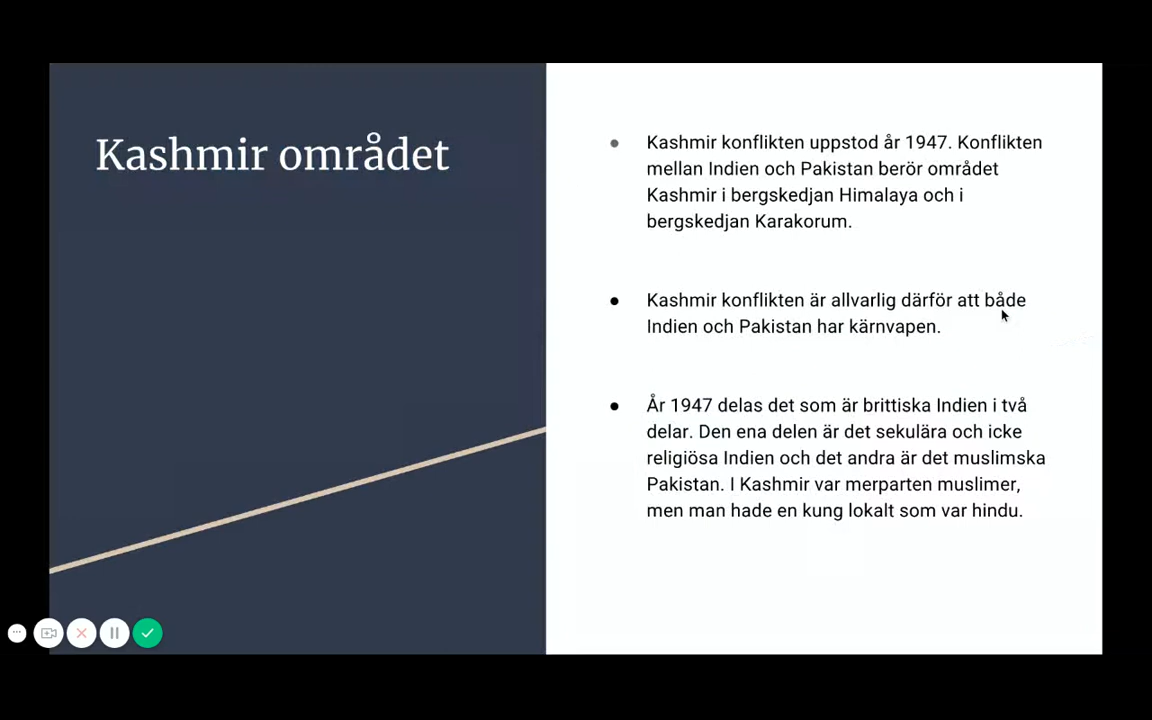 Kashmir området
Kashmir konflikten uppstod år 1947. Konflikten
mellan Indien och Pakistan berör området
Kashmir i bergskedjan Himalaya och i
bergskedjan Karakorum.
Kashmir konflikten är allvarlig därför att både
Indien och Pakistan har kärnvapen.
År 1947 delas det som är brittiska Indien i två
delar. Den ena delen är det sekulära och icke
religiösa Indien och det andra är det muslimska
Pakistan. I Kashmir var merparten muslimer,
men man hade en kung lokalt som var hindu.